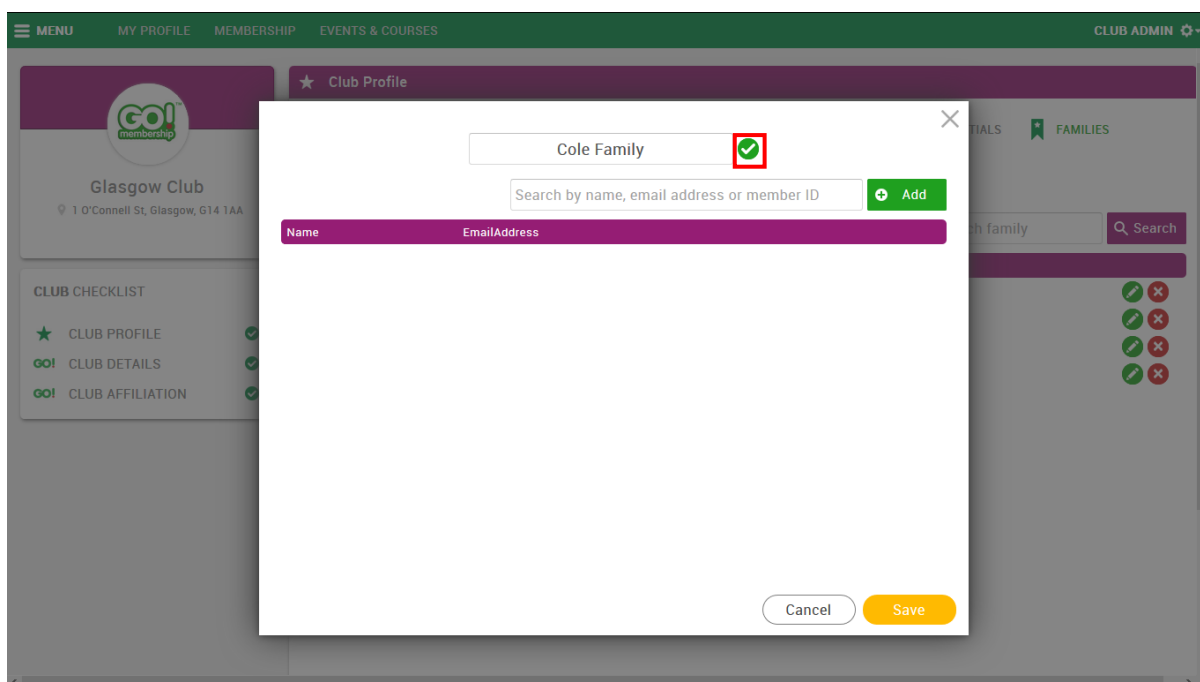 MENU MY PROFILE MEMBERSHIP EVENTS & COURSES CLUB ADMIN
Club Profile
GO!™
membership
Glasgow Club
1 O'Connell St, Glasgow, G14 1AA
CLUB CHECKLIST
CLUB PROFILE
GO! CLUB DETAILS
GO! CLUB AFFILIATION
FAMILIES
family
Search
Cole Family
Search by name, email address or member ID
Add
Name EmailAddress
Cancel Save